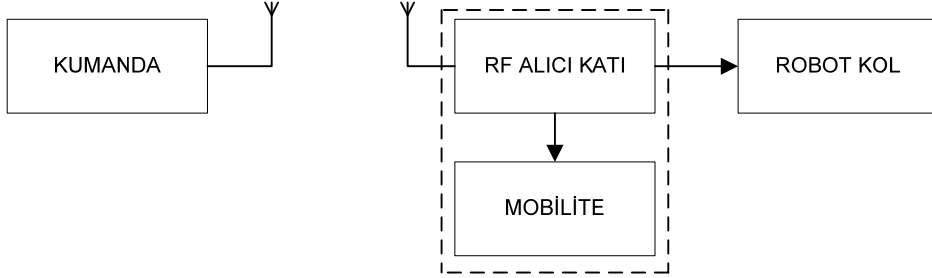 KUMANDA
RF ALICI KATI
ROBOT KOL
MOBİLİTE